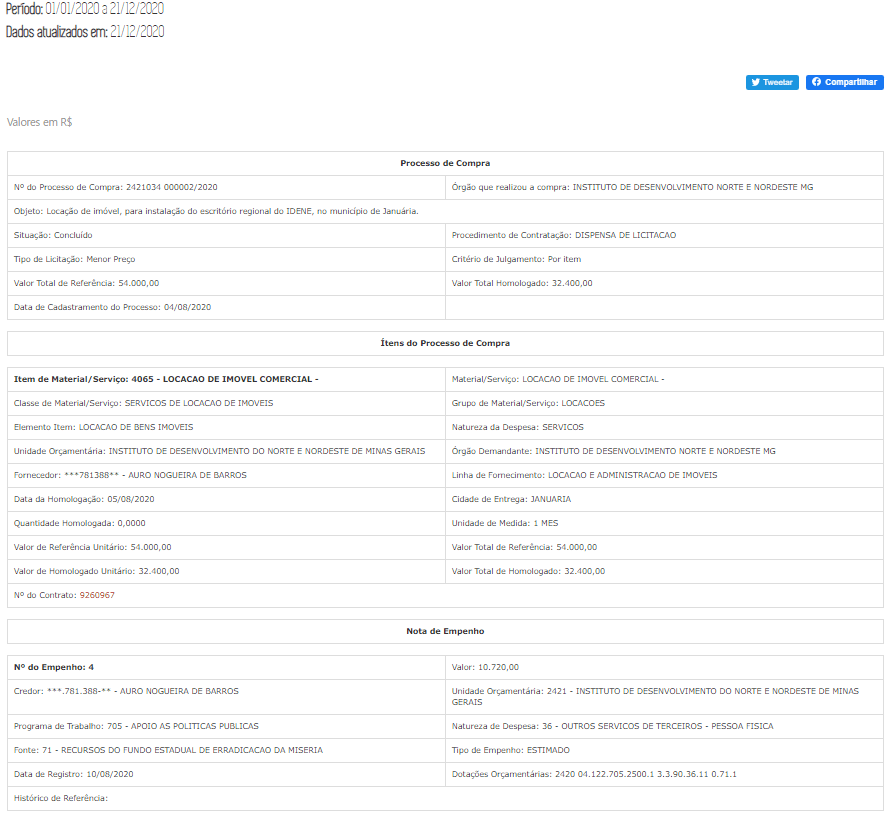 Período: 01/01/2020 a 21/12/2020
Dados atualizados em: 21/12/2020
Tweetar
Compartilhar
Valores em R$
Processo de Compra
Nº do Processo de Compra: 2421034 000002/2020
Órgão que realizou a compra: INSTITUTO DE DESENVOLVIMENTO NORTE E NORDESTE MG
Objeto: Locação de imóvel, para instalação do escritório regional do IDENE, no município de Januária.
Situação: Concluído
Procedimento de Contratação: DISPENSA DE LICITACAO
Tipo de Licitação: Menor Preço
Critério de Julgamento: Por item
Valor Total de Referência: 54.000,00
Valor Total Homologado: 32.400,00
Data de Cadastramento do Processo: 04/08/2020
Ítens do Processo de Compra
Item de Material/Serviço: 4065 - LOCACAO DE IMOVEL COMERCIAL -
Material/Serviço: LOCACAO DE IMOVEL COMERCIAL -
Classe de Material/Serviço: SERVICOS DE LOCACAO DE IMOVEIS
Grupo de Material/Serviço: LOCACOES
Elemento Item: LOCACAO DE BENS IMOVEIS
Natureza da Despesa: SERVICOS
Unidade Orçamentária: INSTITUTO DE DESENVOLVIMENTO DO NORTE E NORDESTE DE MINAS GERAIS
Órgão Demandante: INSTITUTO DE DESENVOLVIMENTO NORTE E NORDESTE MG
Fornecedor: ***781388** - AURO NOGUEIRA DE BARROS
Linha de Fornecimento: LOCACAO E ADMINISTRACAO DE IMOVEIS
Data da Homologação: 05/08/2020
Cidade de Entrega: JANUARIA
Quantidade Homologada: 0,0000
Unidade de Medida: 1 MES
Valor de Referência Unitário: 54.000,00
Valor Total de Referência: 54.000,00
Valor de Homologado Unitário: 32.400,00
Valor Total de Homologado: 32.400,00
Nº do Contrato: 9260967
Nota de Empenho
Nº do Empenho: 4
Valor: 10.720,00
Credor: ***.781.388-** - AURO NOGUEIRA DE BARROS
Unidade Orçamentária: 2421 - INSTITUTO DE DESENVOLVIMENTO DO NORTE E NORDESTE DE MINAS
GERAIS
Programa de Trabalho: 705 - APOIO AS POLITICAS PUBLICAS
Natureza de Despesa: 36 - OUTROS SERVICOS DE TERCEIROS - PESSOA FISICA
Fonte: 71 - RECURSOS DO FUNDO ESTADUAL DE ERRADICACAO DA MISERIA
Tipo de Empenho: ESTIMADO
Data de Registro: 10/08/2020
Dotações Orçamentárias: 2420 04.122.705.2500.1 3.3.90.36.11 0.71.1
Histórico de Referência: